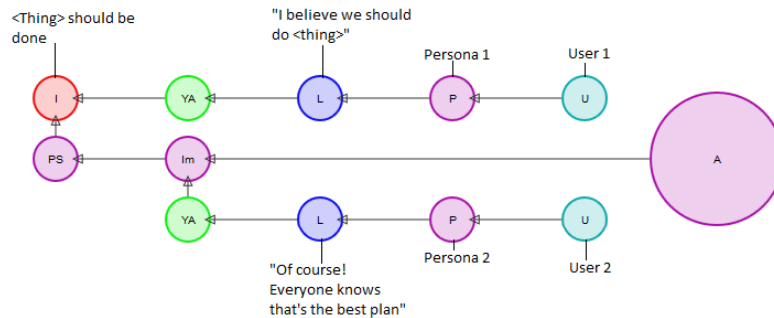 <Thing> should be
done
"I believe we should
do <thing>"
Persona 1
User 1
I
YA
L
P
U
PS
Im
A
YA
L
P
U
Persona 2
User 2
"Of course!
Everyone knows
that's the best plan"